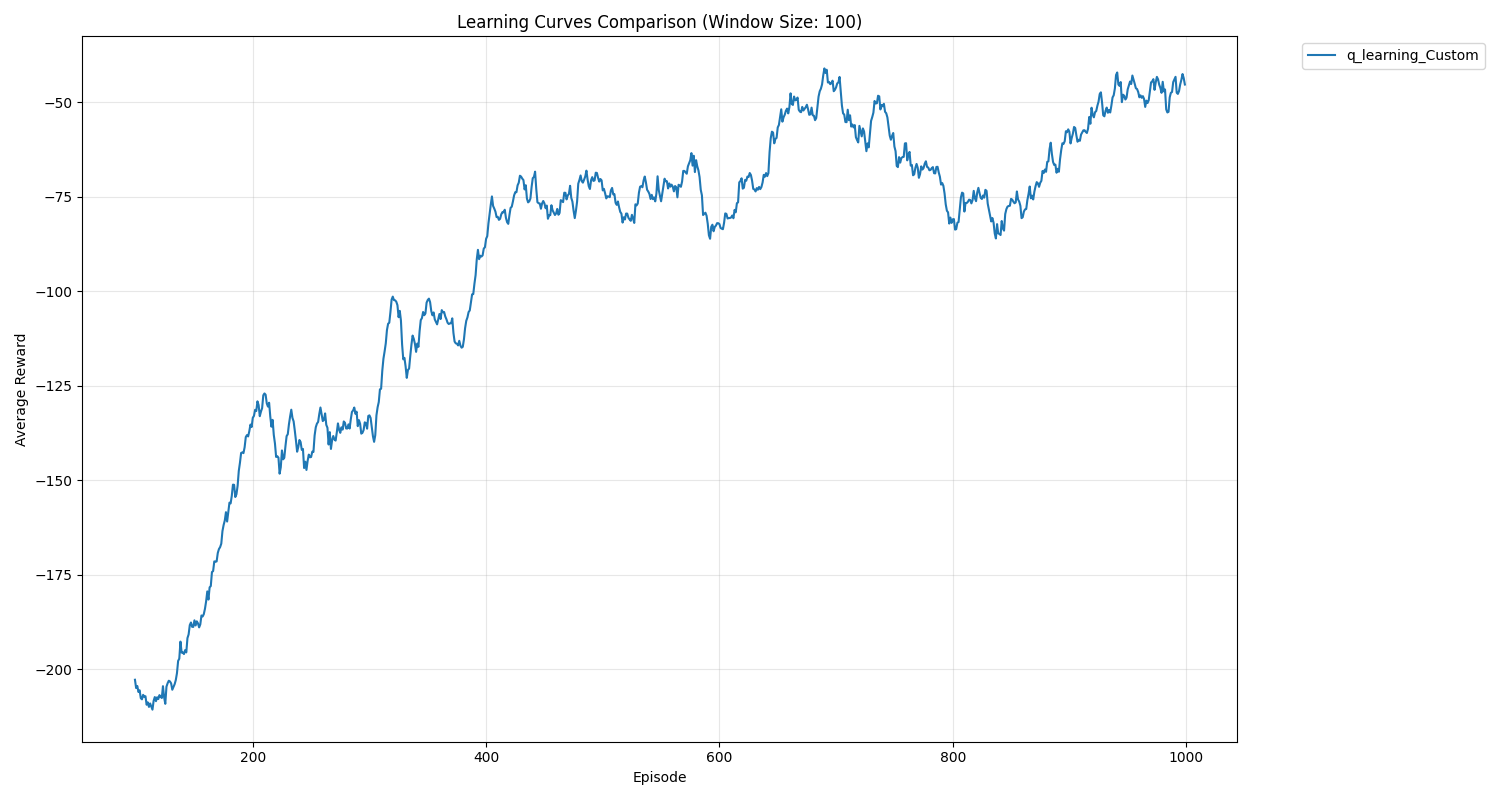 Learning Curves Comparison (Window Size: 100)
q_learning_Custom
Average Reward
−50
−75
−100
−125
−150
−175
−200
200 400 600 800 1000
Episode